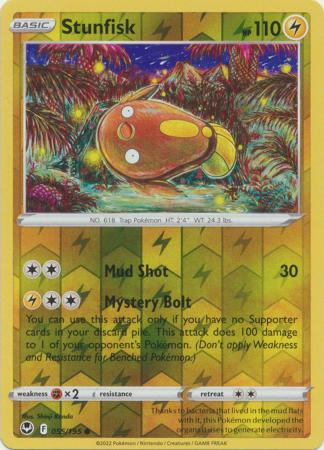 BASIC
Stunfisk HP110
NO. 618 Trap Pokémon HT: 2'4" WT: 24.3 lbs.
Mud Shot 30
Mystery Bolt
You can use this attack only if you have no Supporter
cards in your discard pile. This attack does 100 damage
to 1 of your opponent's Pokémon. (Don't apply Weakness
and Resistance for Benched Pokémon.)
weakness ×2 resistance retreat
Illus. Shinji Kanda
F 055/195
Thanks to bacteria that lived in the mud flats
with it, this Pokémon developed the
organs it uses to generate electricity.
©2022 Pokémon / Nintendo / Creatures / GAME FREAK